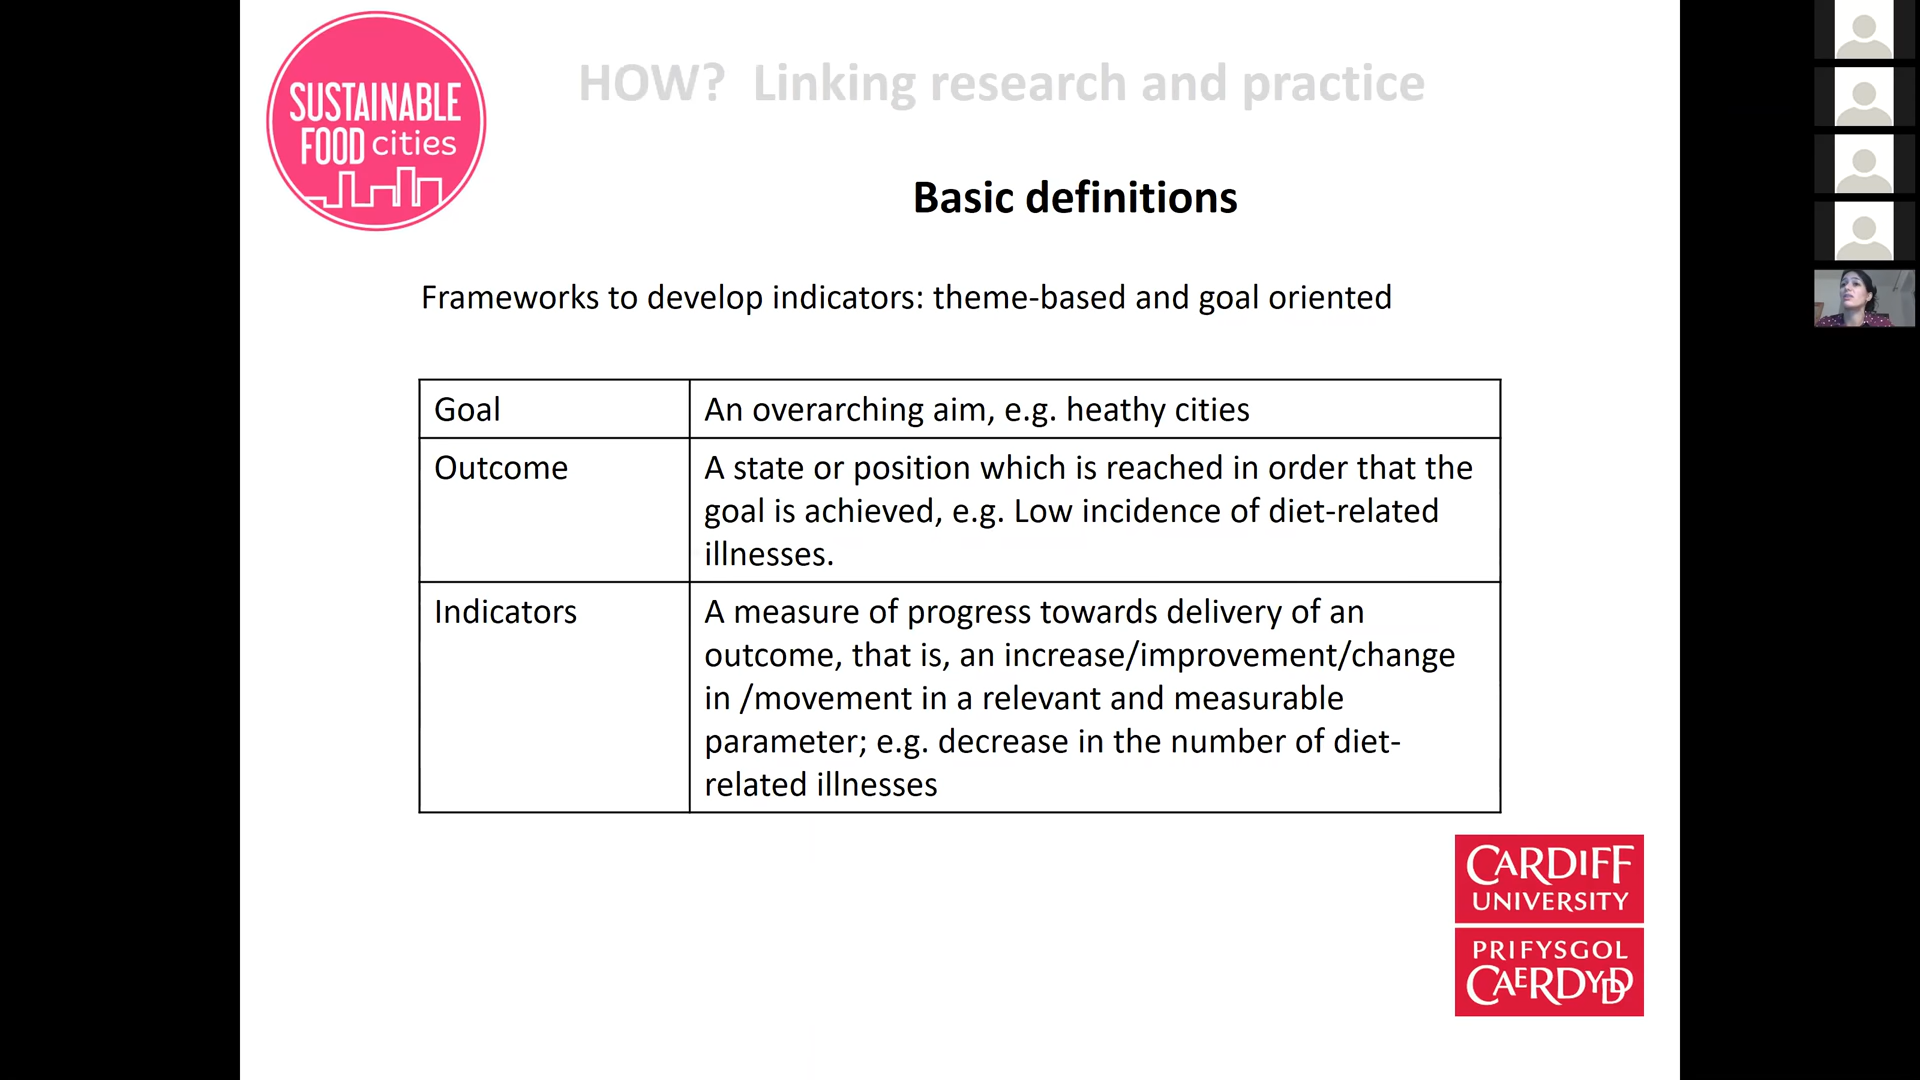 SUSTAINABLE
FOOD cities
HOW? Linking research and practice
Basic definitions
Frameworks to develop indicators: theme-based and goal oriented
Goal
An overarching aim, e.g. heathy cities
Outcome
A state or position which is reached in order that the
goal is achieved, e.g. Low incidence of diet-related
illnesses.
Indicators
A measure of progress towards delivery of an
outcome, that is, an increase/improvement/change
in /movement in a relevant and measurable
parameter; e.g. decrease in the number of diet-
related illnesses
CARDIFF
UNIVERSITY
PRIFYSGOL
CAERDYDD